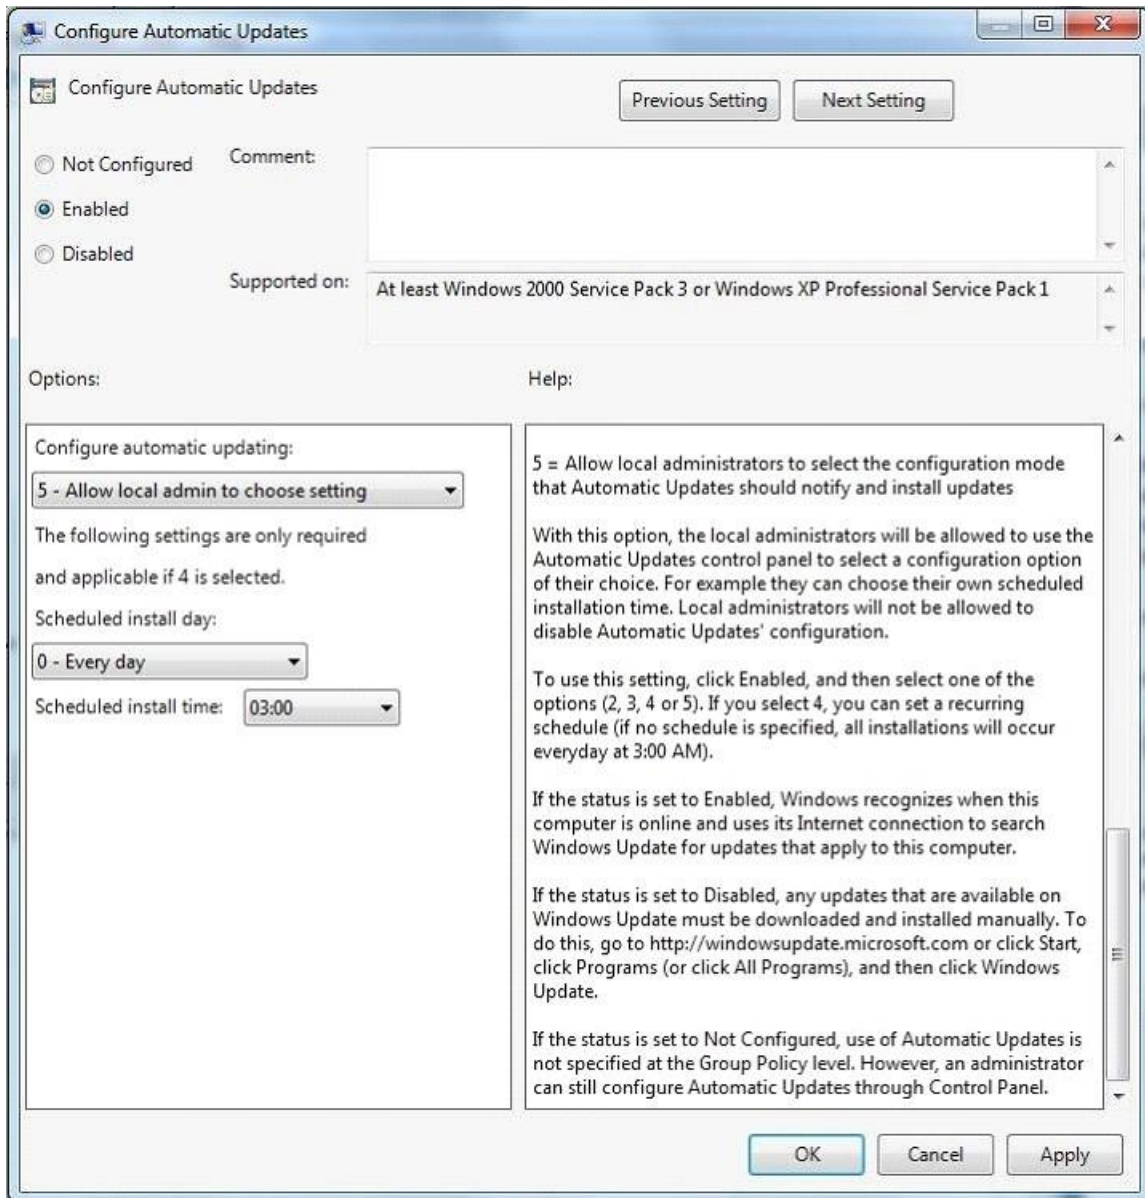 Configure Automatic Updates
Configure Automatic Updates
Previous Setting
Next Setting
Not Configured
Comment:
Enabled
Disabled
Supported on:
At least Windows 2000 Service Pack 3 or Windows XP Professional Service Pack 1
Options:
Help:
Configure automatic updating:
5 - Allow local admin to choose setting
The following settings are only required
and applicable if 4 is selected.
Scheduled install day:
0 - Every day
Scheduled install time:
03:00
5 = Allow local administrators to select the configuration mode
that Automatic Updates should notify and install updates
With this option, the local administrators will be allowed to use the
Automatic Updates control panel to select a configuration option
of their choice. For example they can choose their own scheduled
installation time. Local administrators will not be allowed to
disable Automatic Updates' configuration.
To use this setting, click Enabled, and then select one of the
options (2, 3, 4 or 5). If you select 4, you can set a recurring
schedule (if no schedule is specified, all installations will occur
everyday at 3:00 AM).
If the status is set to Enabled, Windows recognizes when this
computer is online and uses its Internet connection to search
Windows Update for updates that apply to this computer.
If the status is set to Disabled, any updates that are available on
Windows Update must be downloaded and installed manually. To
do this, go to http://windowsupdate.microsoft.com or click Start,
click Programs (or click All Programs), and then click Windows
Update.
If the status is set to Not Configured, use of Automatic Updates is
not specified at the Group Policy level. However, an administrator
can still configure Automatic Updates through Control Panel.
OK
Cancel
Apply